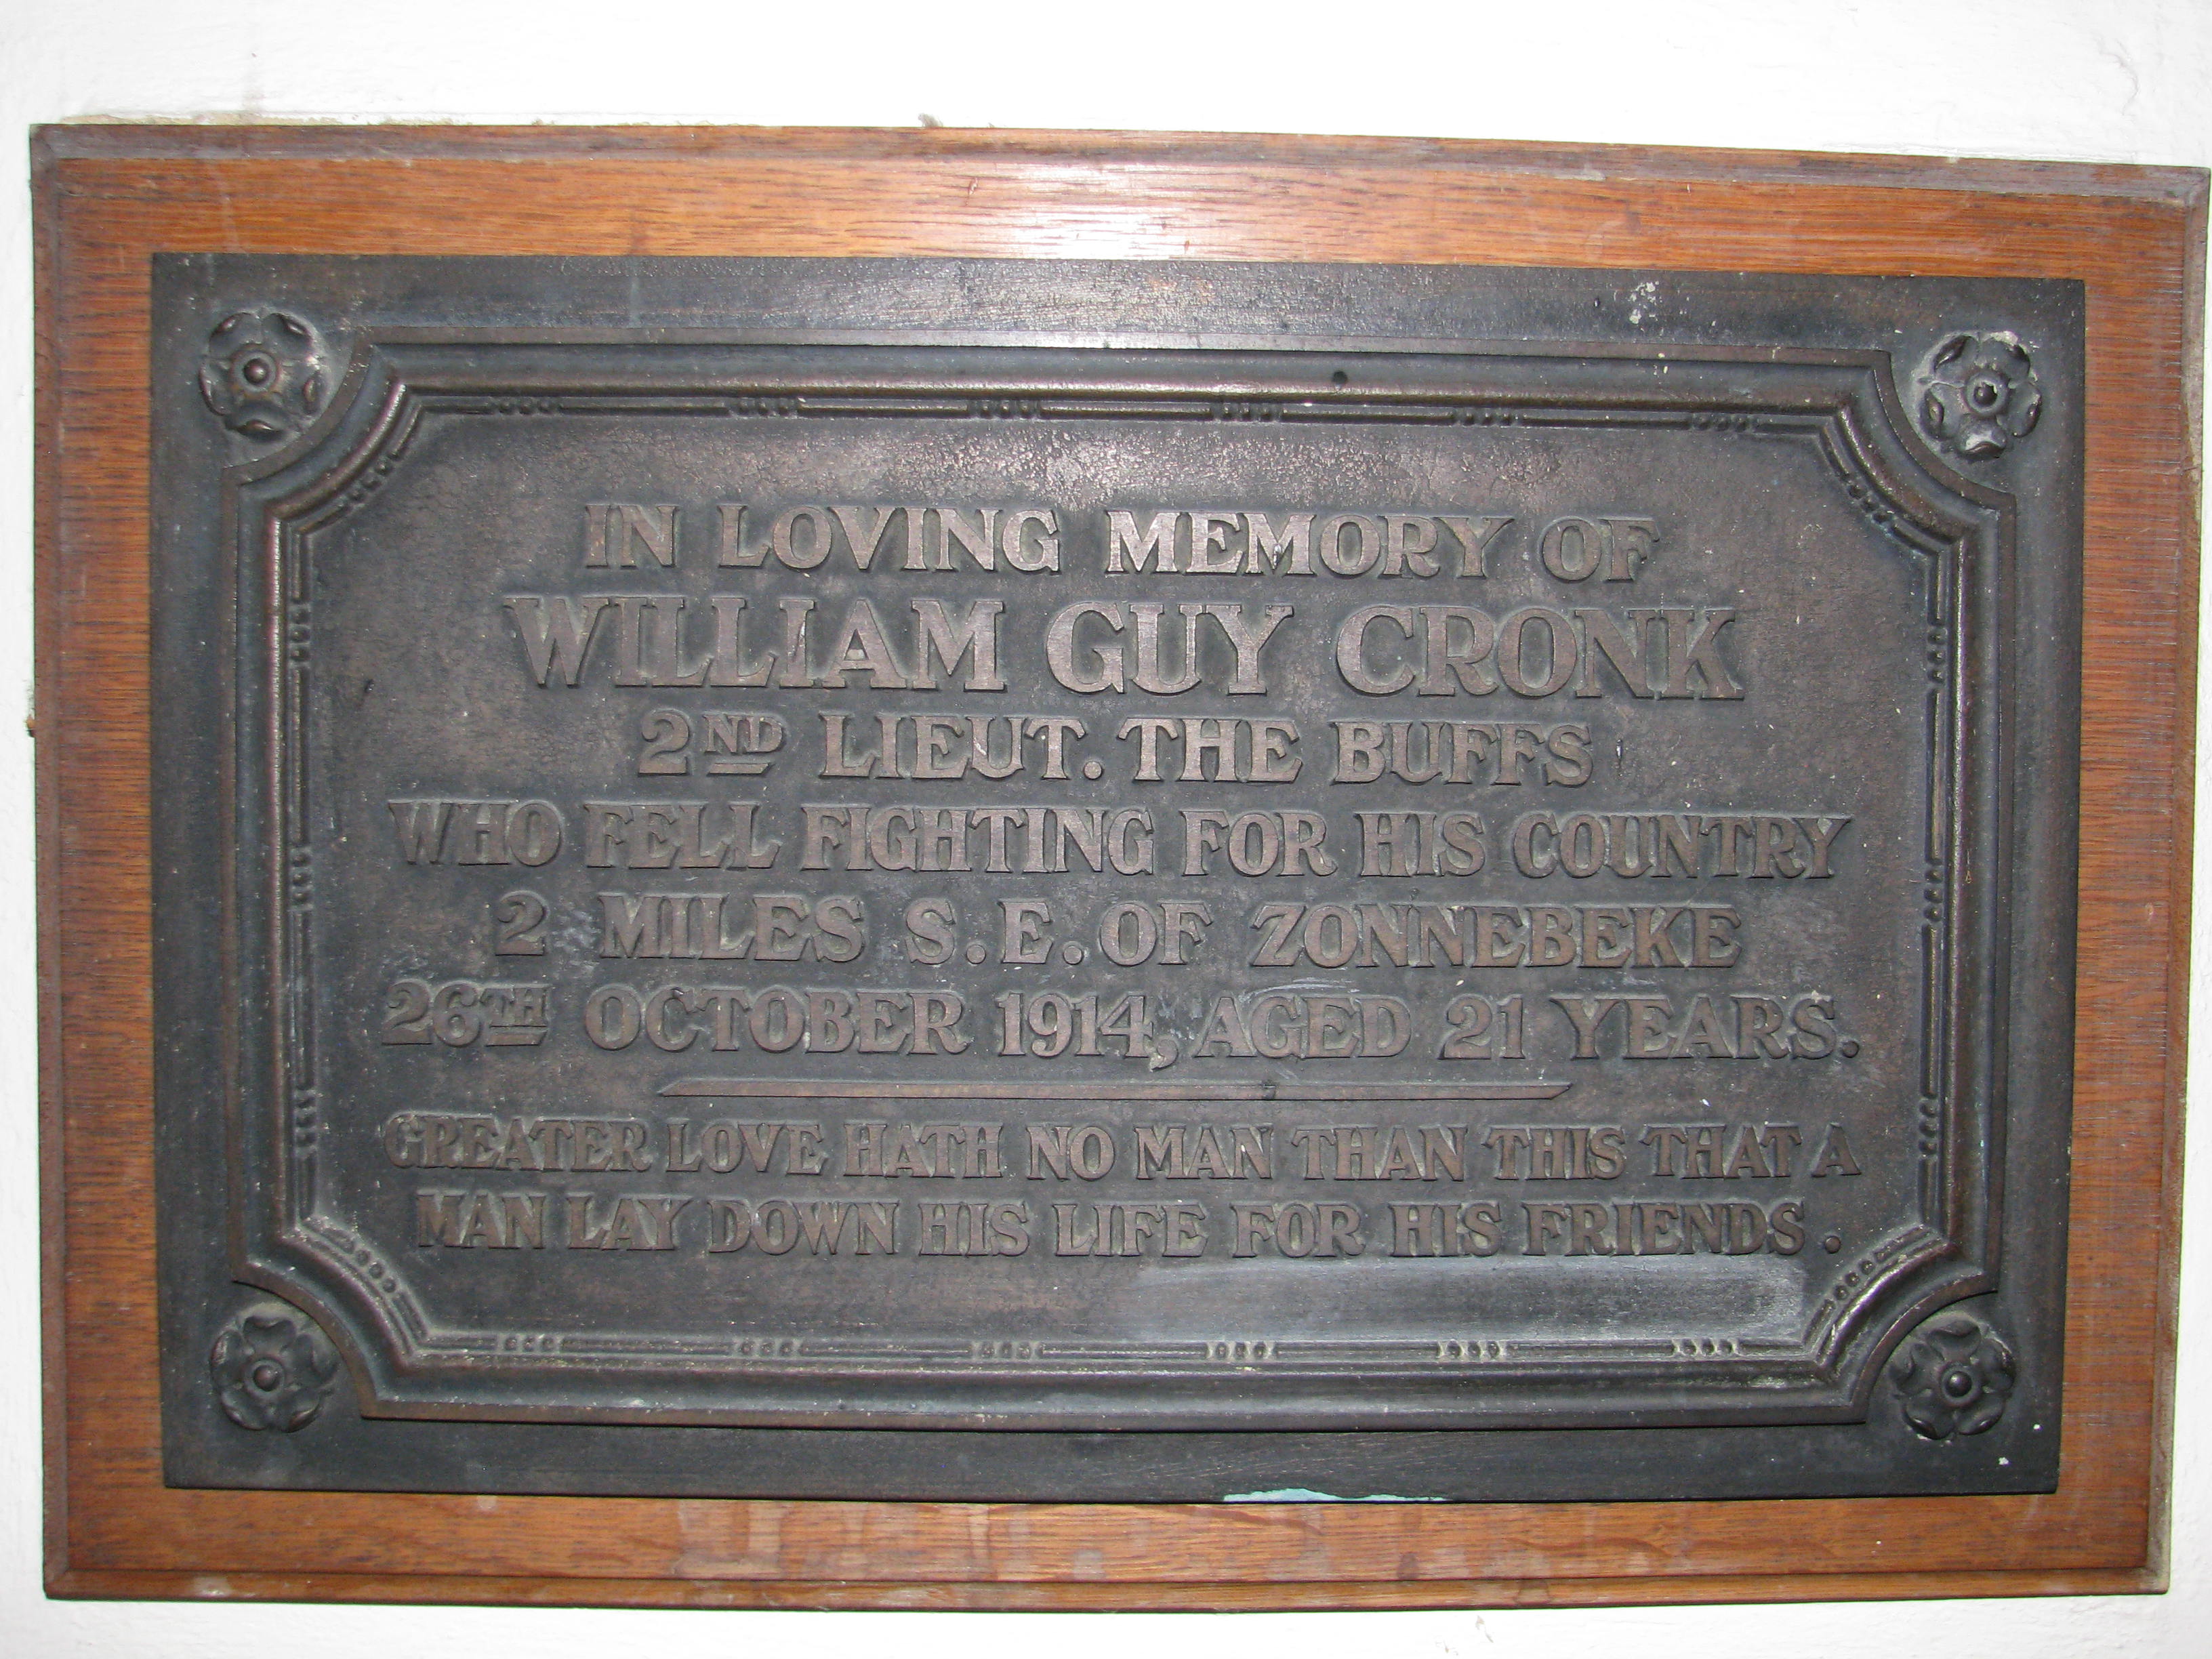 IN LOVING MEMORY OF
WILLIAM GUY CRONK
2ND LIEUT. THE BUFFS
WHO FELL FIGHTING FOR HIS COUNTRY
2 MILES S.E. OF ZONNEBEKE
26TH OCTOBER 1914, AGED 21 YEARS.
GREATER LOVE HATH NO MAN THAN THIS THAT A
MAN LAY DOWN HIS LIFE FOR HIS FRIENDS.